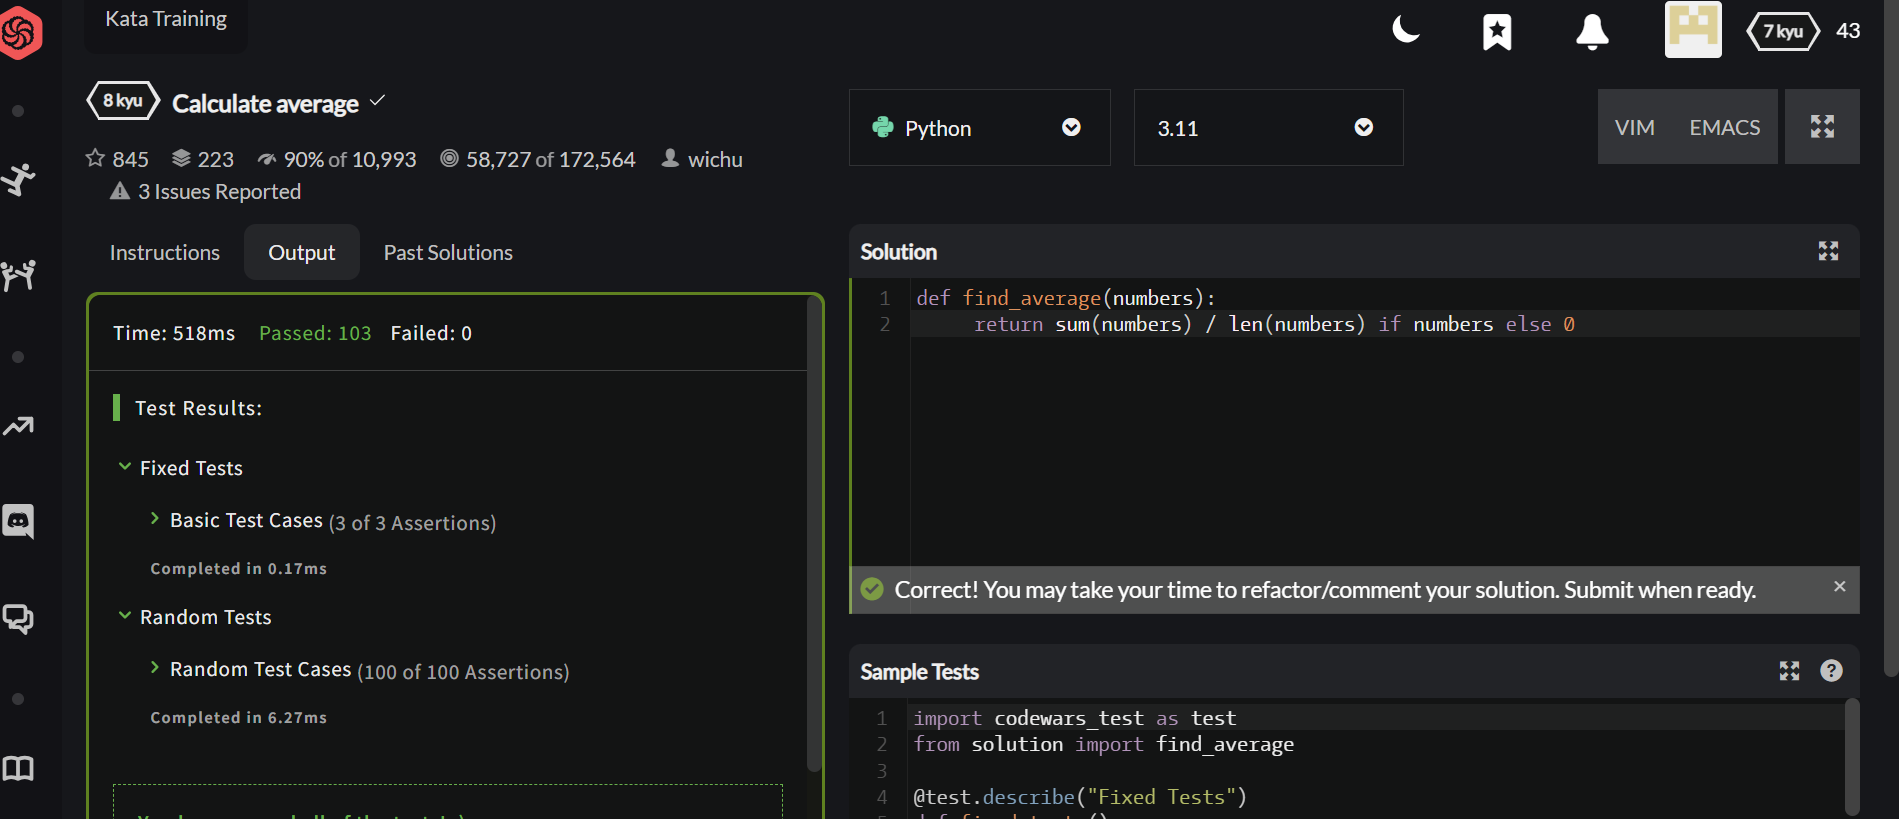 Kata Training
7 kyu 43
8 kyu Calculate average
845 223 90% of 10,993 58,727 of 172,564 wichu
3 Issues Reported
Python
3.11
VIM EMACS
Instructions Output Past Solutions
Time: 518ms Passed: 103 Failed: 0
Test Results:
Fixed Tests
Basic Test Cases (3 of 3 Assertions)
Completed in 0.17ms
Random Tests
Random Test Cases (100 of 100 Assertions)
Completed in 6.27ms
Solution
1 def find_average(numbers):
2 return sum(numbers) / len(numbers) if numbers else 0
Correct! You may take your time to refactor/comment your solution. Submit when ready.
Sample Tests
1 import codewars_test as test
2 from solution import find_average
3
4 @test.describe("Fixed Tests")